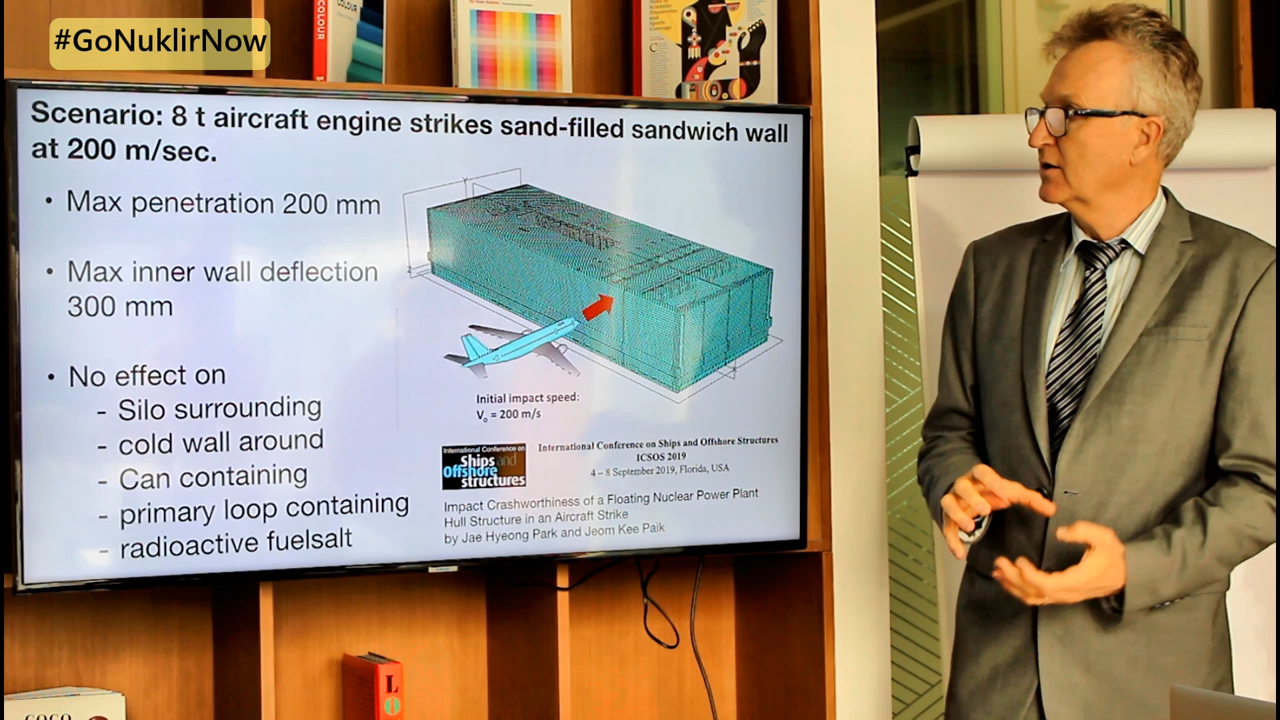 #GoNuklirNow
COLOUR
COLOUR
Scenario: 8 t aircraft engine strikes sand-filled sandwich wall
at 200 m/sec.
• Max penetration 200 mm
• Max inner wall deflection
300 mm
• No effect on
- Silo surrounding
- cold wall around
- Can containing
- primary loop containing
- radioactive fuelsalt
Initial impact speed:
Vo = 200 m/s
International Conference on
Ships and
Offshore
structures
International Conference on Ships and Offshore Structures
ICSOS 2019
4 – 8 September 2019, Florida, USA
Impact Crashworthiness of a Floating Nuclear Power Plant
Hull Structure in an Aircraft Strike
by Jae Hyeong Park and Jeom Kee Paik
L
O
COCO